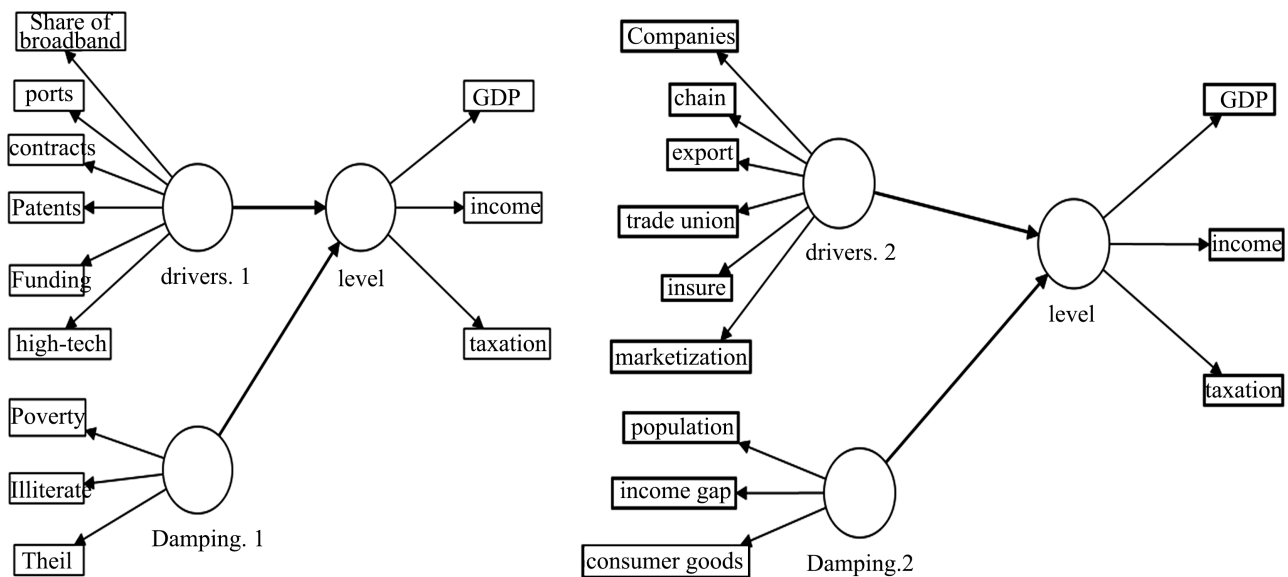 Share of
broadband
ports
contracts
Patents
Funding
high-tech
drivers. 1
level
GDP
income
taxation
Poverty
Illiterate
Theil
Damping. 1
Companies
chain
export
trade union
insure
marketization
drivers. 2
level
GDP
income
taxation
population
income gap
consumer goods
Damping.2